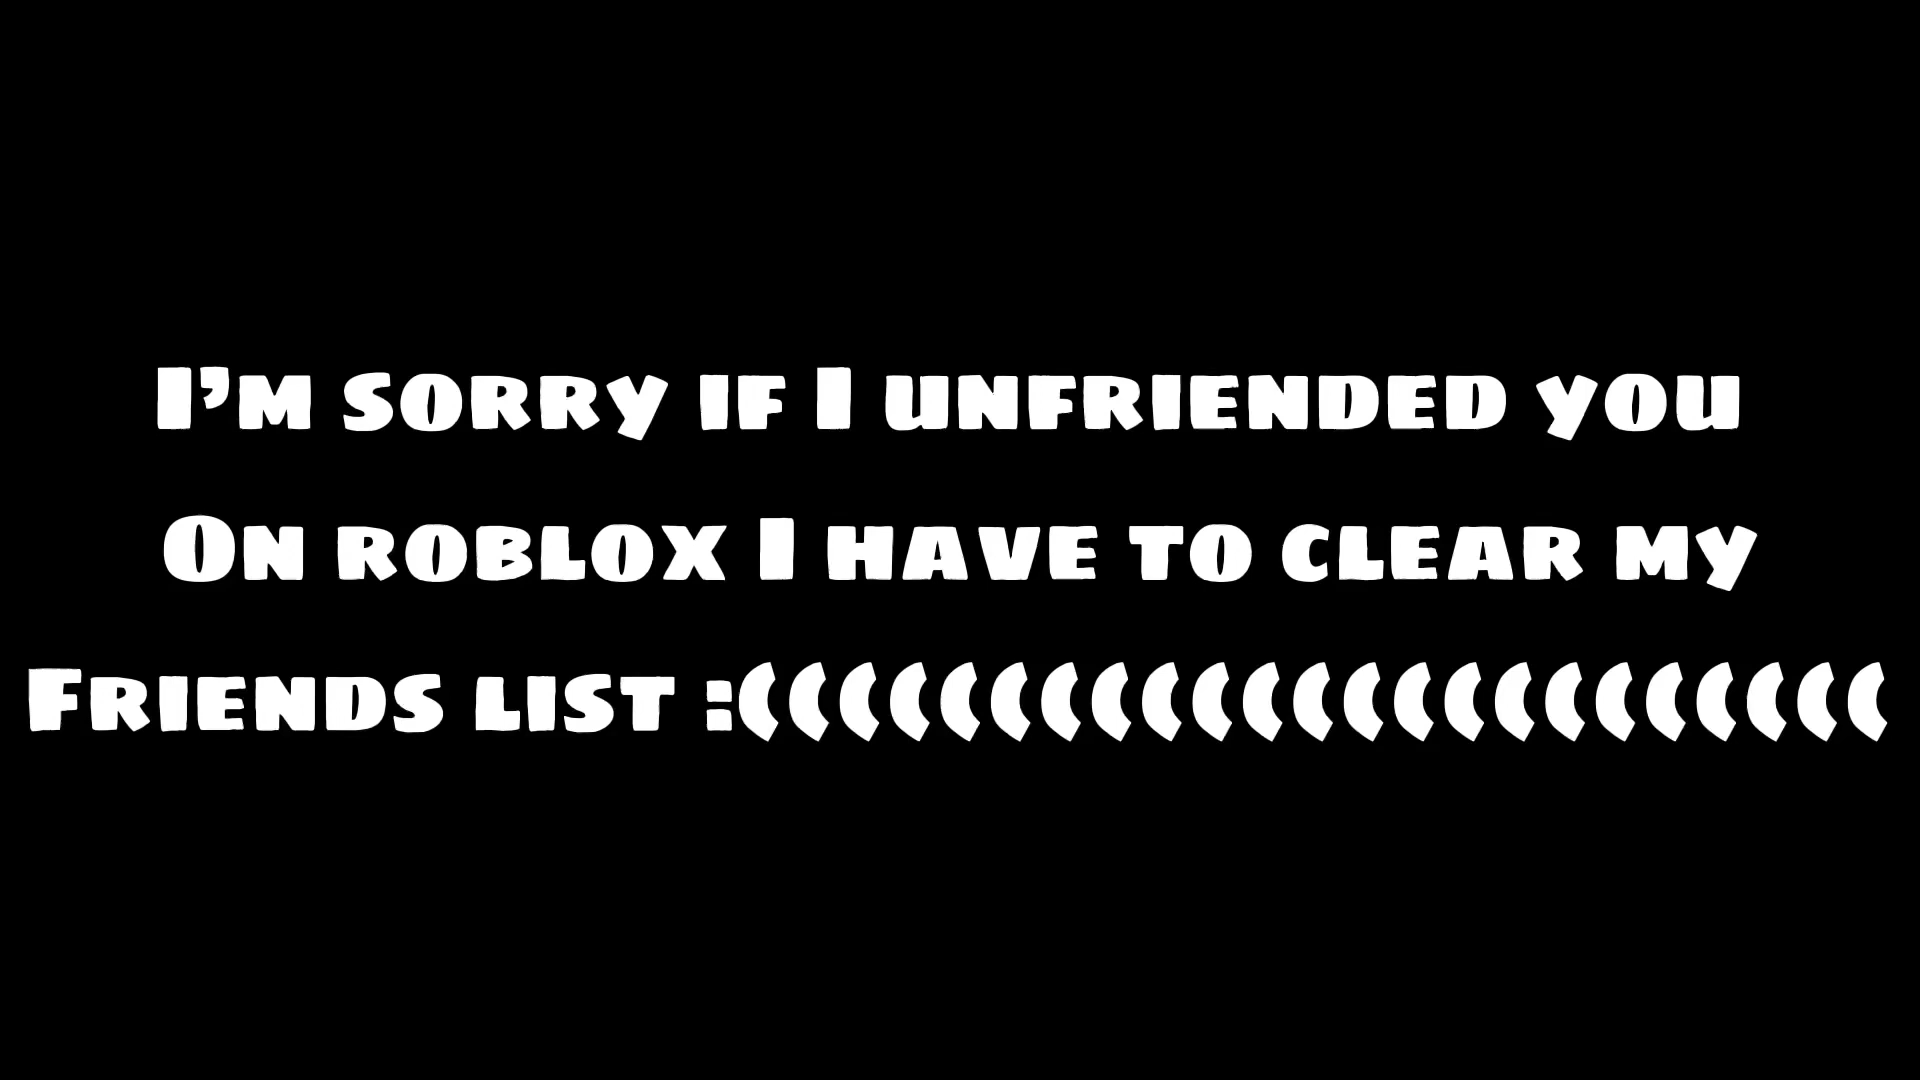 I’m sorry if I unfriended you
On roblox I have to clear my
Friends list :(((((((((((((((((((((((